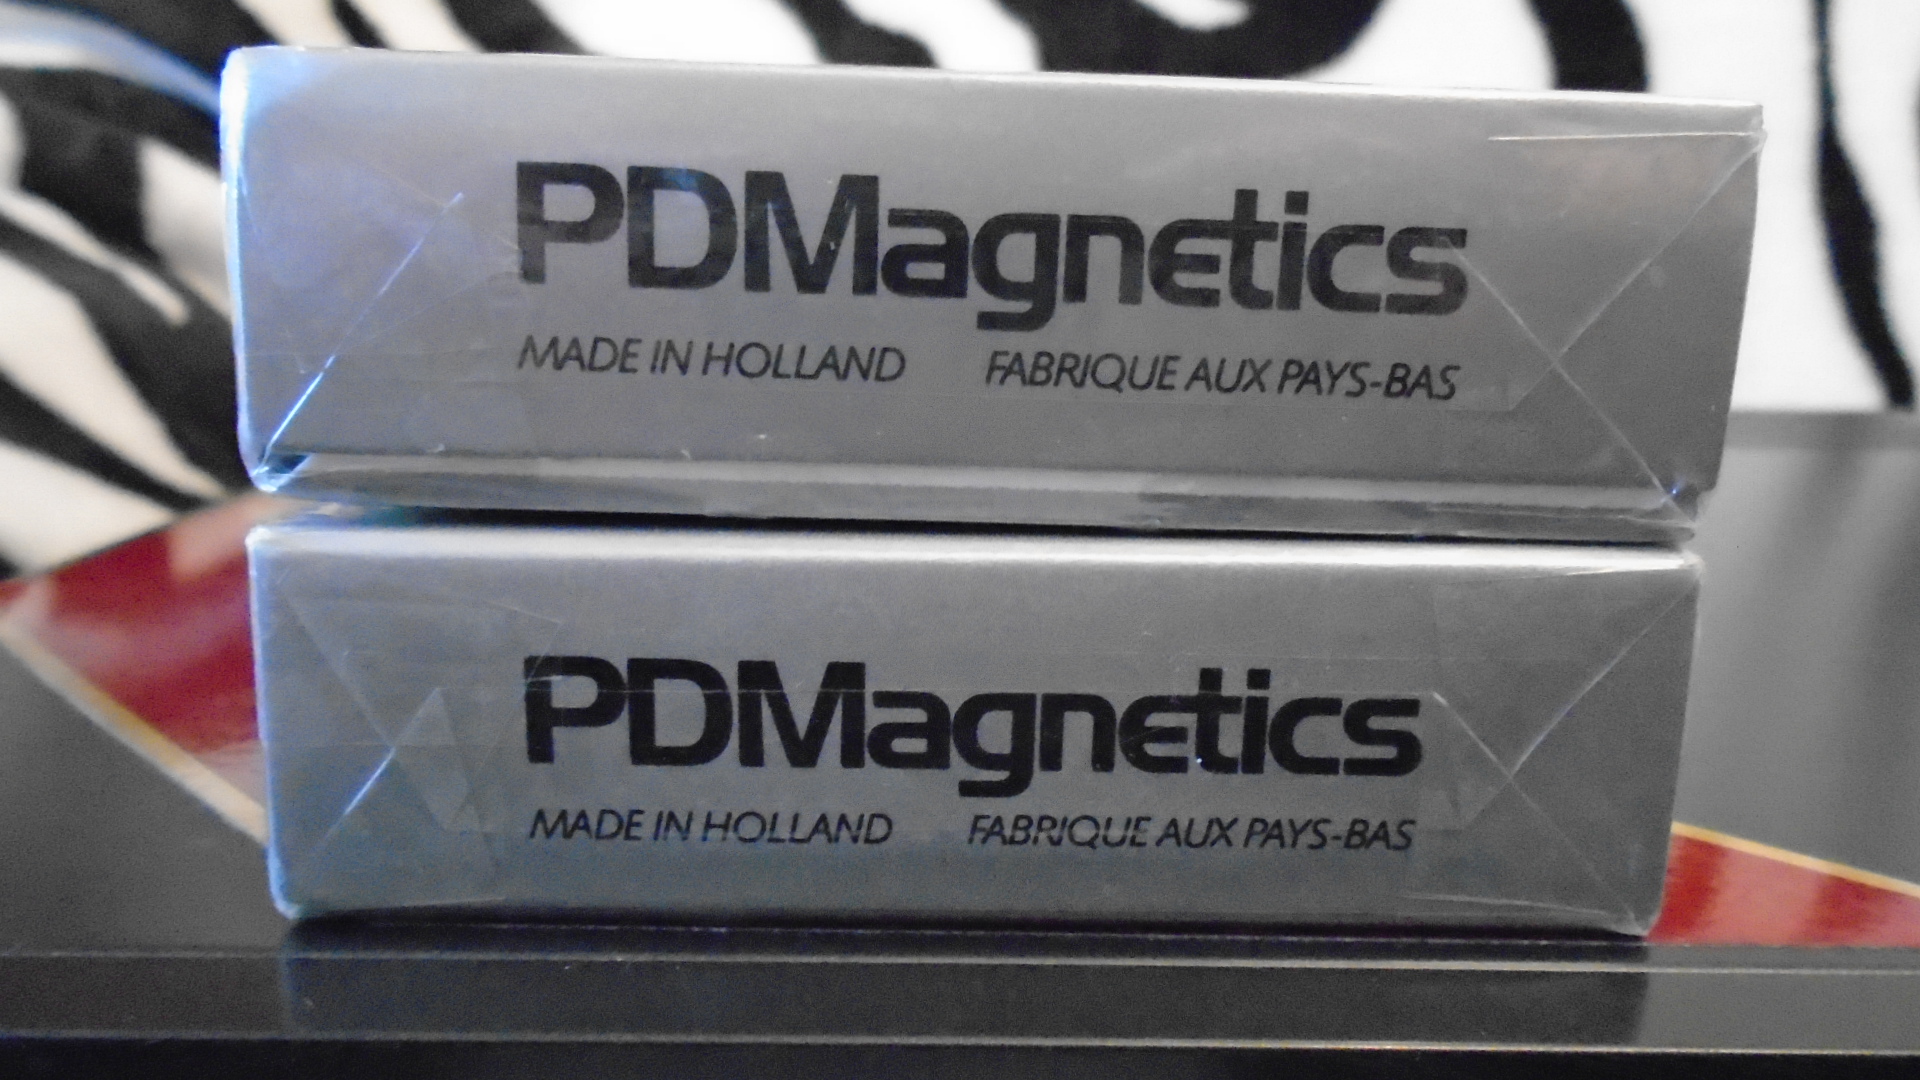 PDMagnetics
MADE IN HOLLAND FABRIQUE AUX PAYS-BAS
PDMagnetics
MADE IN HOLLAND FABRIQUE AUX PAYS-BAS